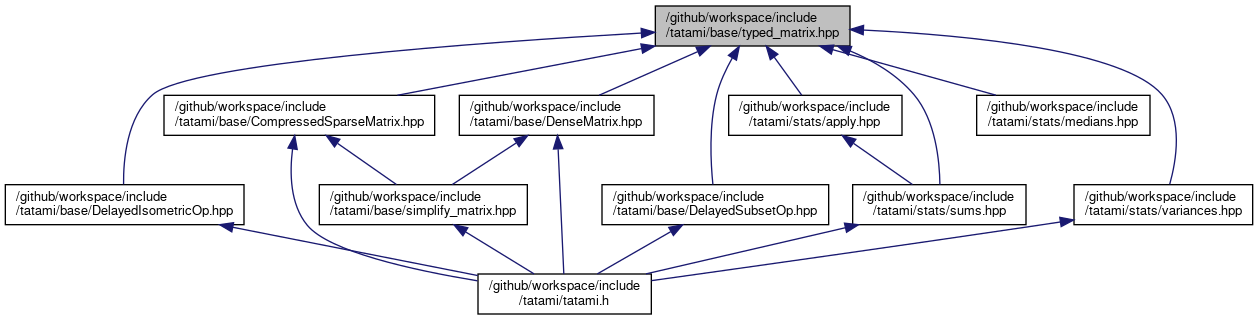 /github/workspace/include
/tatami/base/typed_matrix.hpp
/github/workspace/include
/tatami/base/CompressedSparseMatrix.hpp
/github/workspace/include
/tatami/base/DenseMatrix.hpp
/github/workspace/include
/tatami/stats/apply.hpp
/github/workspace/include
/tatami/stats/medians.hpp
/github/workspace/include
/tatami/base/DelayedIsometricOp.hpp
/github/workspace/include
/tatami/base/simplify_matrix.hpp
/github/workspace/include
/tatami/base/DelayedSubsetOp.hpp
/github/workspace/include
/tatami/stats/sums.hpp
/github/workspace/include
/tatami/stats/variances.hpp
/github/workspace/include
/tatami/tatami.h